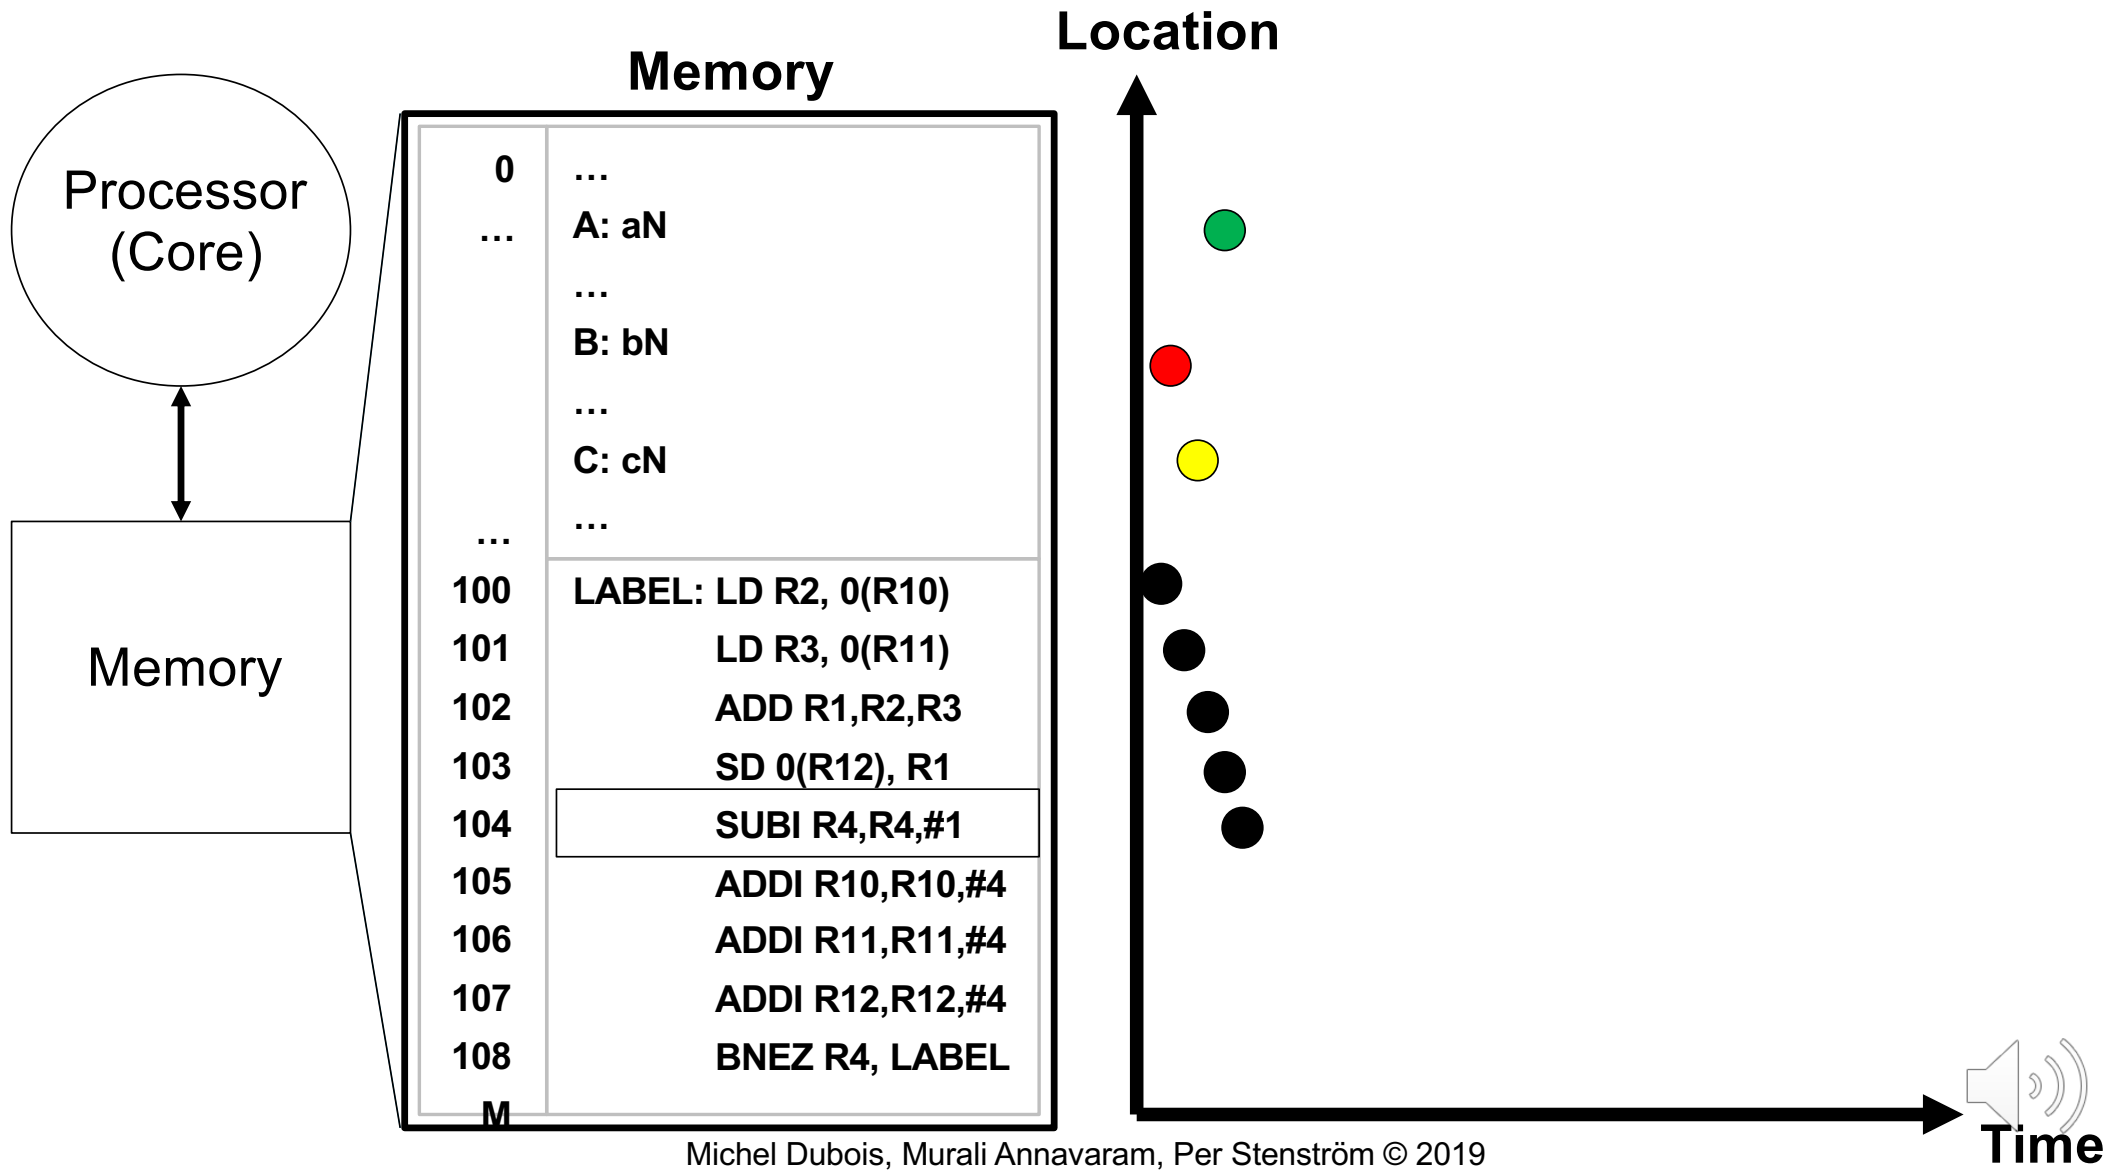 Location
Memory
Processor
(Core)
0 ...
... A: aN
...
B: bN
...
C: cN
...
...
100 LABEL: LD R2, 0(R10)
101 LD R3, 0(R11)
102 ADD R1,R2,R3
103 SD 0(R12), R1
104 SUBI R4,R4,#1
105 ADDI R10,R10,#4
106 ADDI R11,R11,#4
107 ADDI R12,R12,#4
108 BNEZ R4, LABEL
M
Memory
Time
Michel Dubois, Murali Annavaram, Per Stenström © 2019